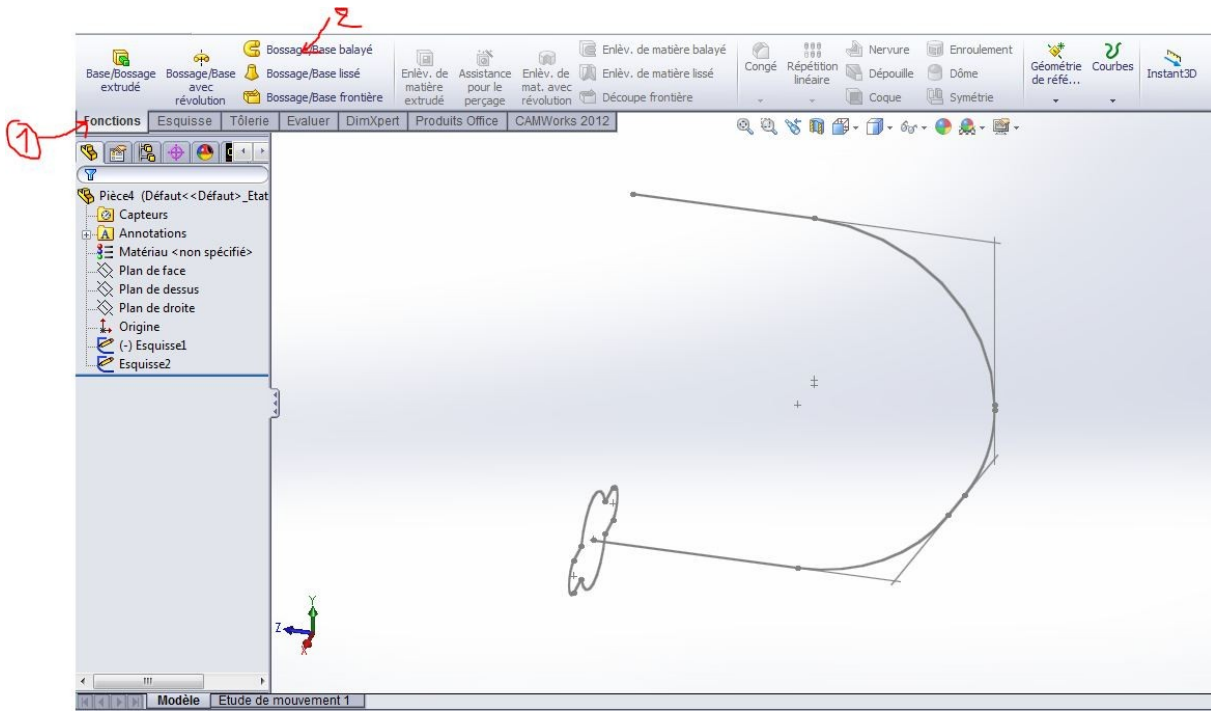 2
Bossage/Base balayé
Bossage/Base lissé
Bossage/Base frontière
Base/Bossage
extrudé
Bossage/Base
avec
révolution
Enlèv. de
matière
extrudé
Assistance
pour le
perçage
Enlèv. de
mat. avec
révolution
Enlèv. de matière balayé
Enlèv. de matière lissé
Découpe frontière
Congé
Répétition
linéaire
Nervure
Dépouille
Coque
Enroulement
Dôme
Symétrie
Géométrie
de réfé...
Courbes
Instant3D
1
Fonctions Esquisse Tôlerie Evaluer DimXpert Produits Office CAMWorks 2012
Pièce4 (Défaut<<Défaut>_Etat
Capteurs
Annotations
Matériau <non spécifié>
Plan de face
Plan de dessus
Plan de droite
Origine
(-) Esquisse1
Esquisse2
Y
Z
X
Modèle Etude de mouvement 1